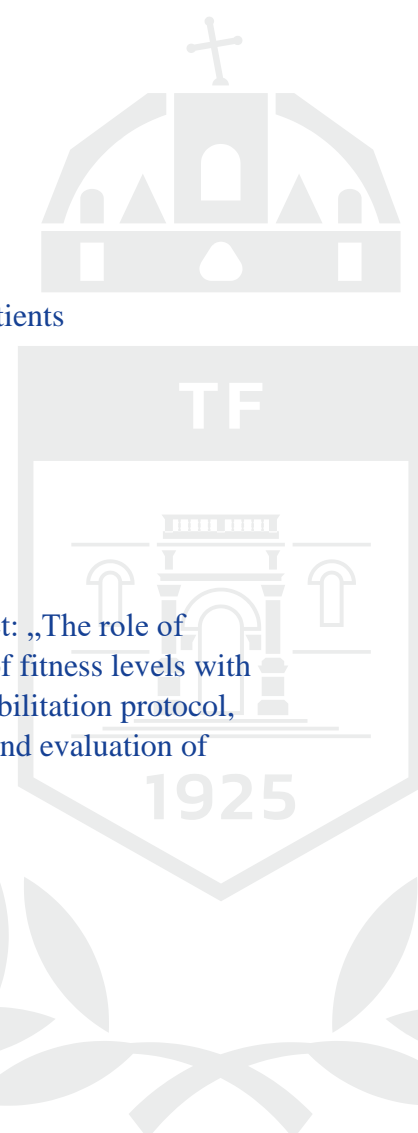 tients
TF
t: „The role of
f fitness levels with
bilitation protocol,
nd evaluation of
1925